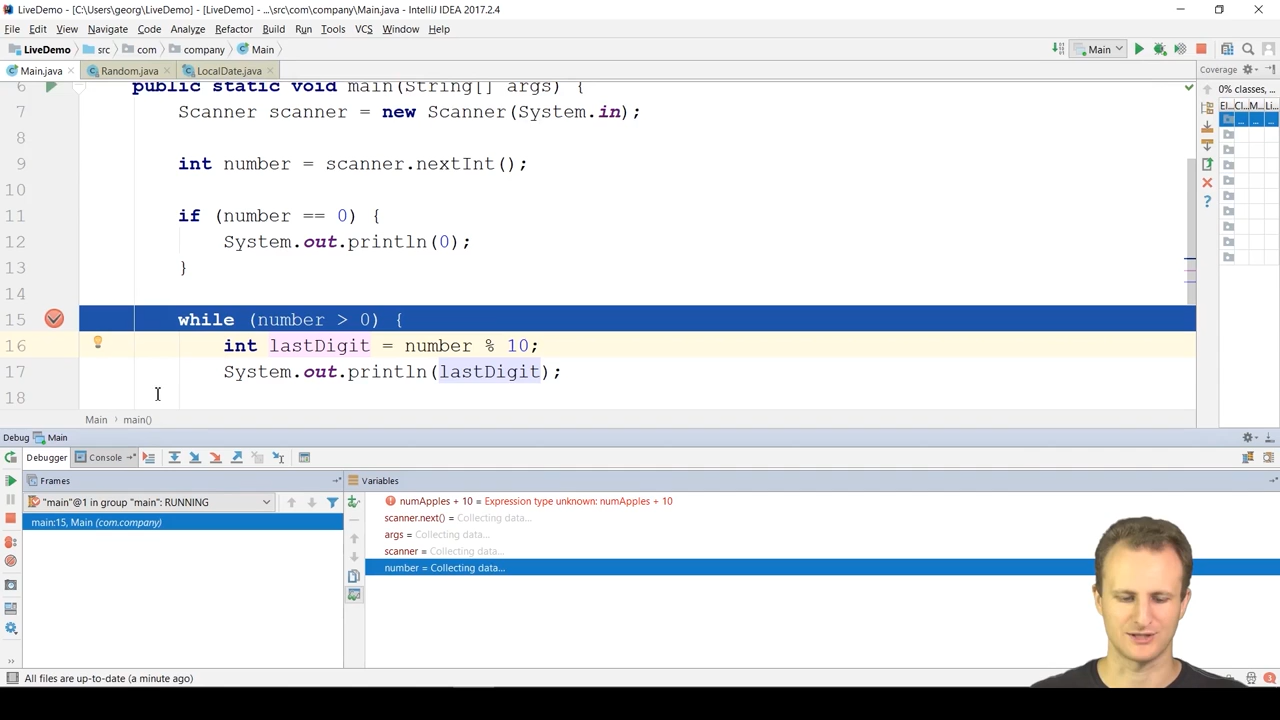 LiveDemo - [C:\Users\georg\LiveDemo] - [LiveDemo] - ...\src\com\company\Main.java - IntelliJ IDEA 2017.2.4
File Edit View Navigate Code Analyze Refactor Build Run Tools VCS Window Help
LiveDemo src com company Main Main
Main.java Random.java LocalDate.java Coverage
0% classes, ...
6 public static void main(String[] args) {
7 Scanner scanner = new Scanner(System.in);
8
9 int number = scanner.nextInt();
10
11 if (number == 0) {
12 System.out.println(0);
13 }
14
15 while (number > 0) {
16 int lastDigit = number % 10;
17 System.out.println(lastDigit);
18
Main main()
Debug Main
Debugger Console
Frames Variables
"main"@1 in group "main": RUNNING
main:15, Main (com.company)
numApples + 10 = Expression type unknown: numApples + 10
scanner.next() = Collecting data...
args = Collecting data...
scanner = Collecting data...
number = Collecting data...
All files are up-to-date (a minute ago)